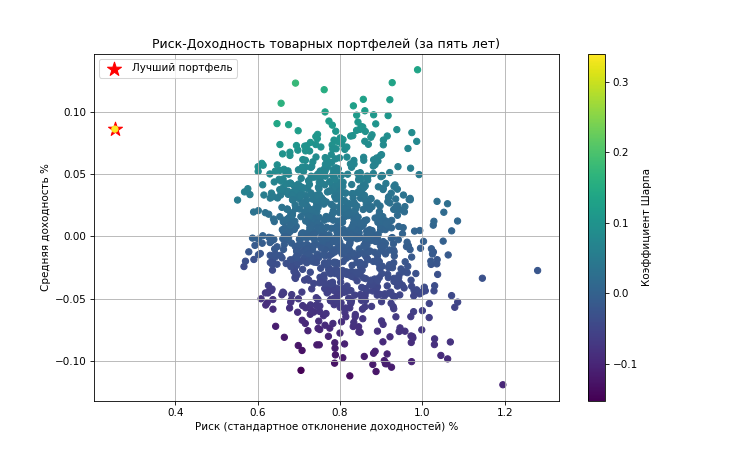 Риск-Доходность товарных портфелей (за пять лет)
Лучший портфель
Средняя доходность %
0.10
0.05
0.00
−0.05
−0.10
0.4 0.6 0.8 1.0 1.2
Риск (стандартное отклонение доходностей) %
0.3
0.2
0.1
0.0
−0.1
Коэффициент Шарпа